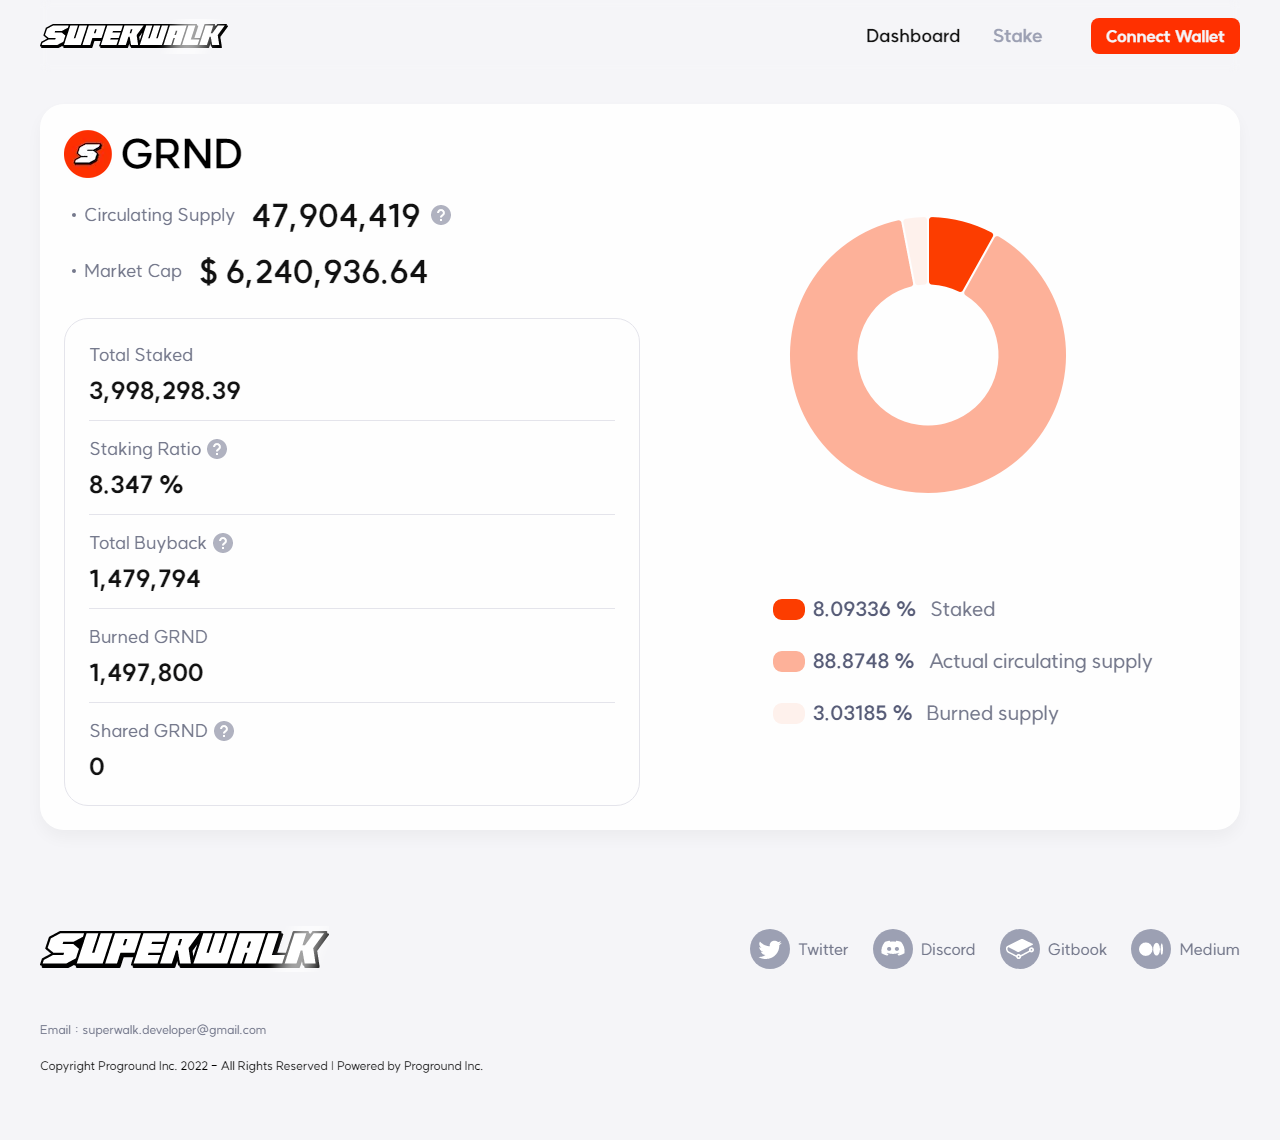 SUPERWALK
Dashboard Stake Connect Wallet
S GRND
• Circulating Supply 47,904,419 ?
• Market Cap $ 6,240,936.64
Total Staked
3,998,298.39
Staking Ratio ?
8.347 %
Total Buyback ?
1,479,794
Burned GRND
1,497,800
Shared GRND ?
0
8.09336 % Staked
88.8748 % Actual circulating supply
3.03185 % Burned supply
SUPERWALK
Twitter Discord Gitbook Medium
Email : superwalk.developer@gmail.com
Copyright Proground Inc. 2022 - All Rights Reserved | Powered by Proground Inc.